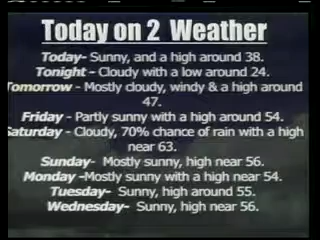 Today on 2 Weather
Today- Sunny, and a high around 38.
Tonight - Cloudy with a low around 24.
Tomorrow - Mostly cloudy, windy & a high around
47.
Friday - Partly sunny with a high around 54.
Saturday - Cloudy, 70% chance of rain with a high
near 63.
Sunday- Mostly sunny, high near 56.
Monday -Mostly sunny with a high near 54.
Tuesday- Sunny, high around 55.
Wednesday- Sunny, high near 56.